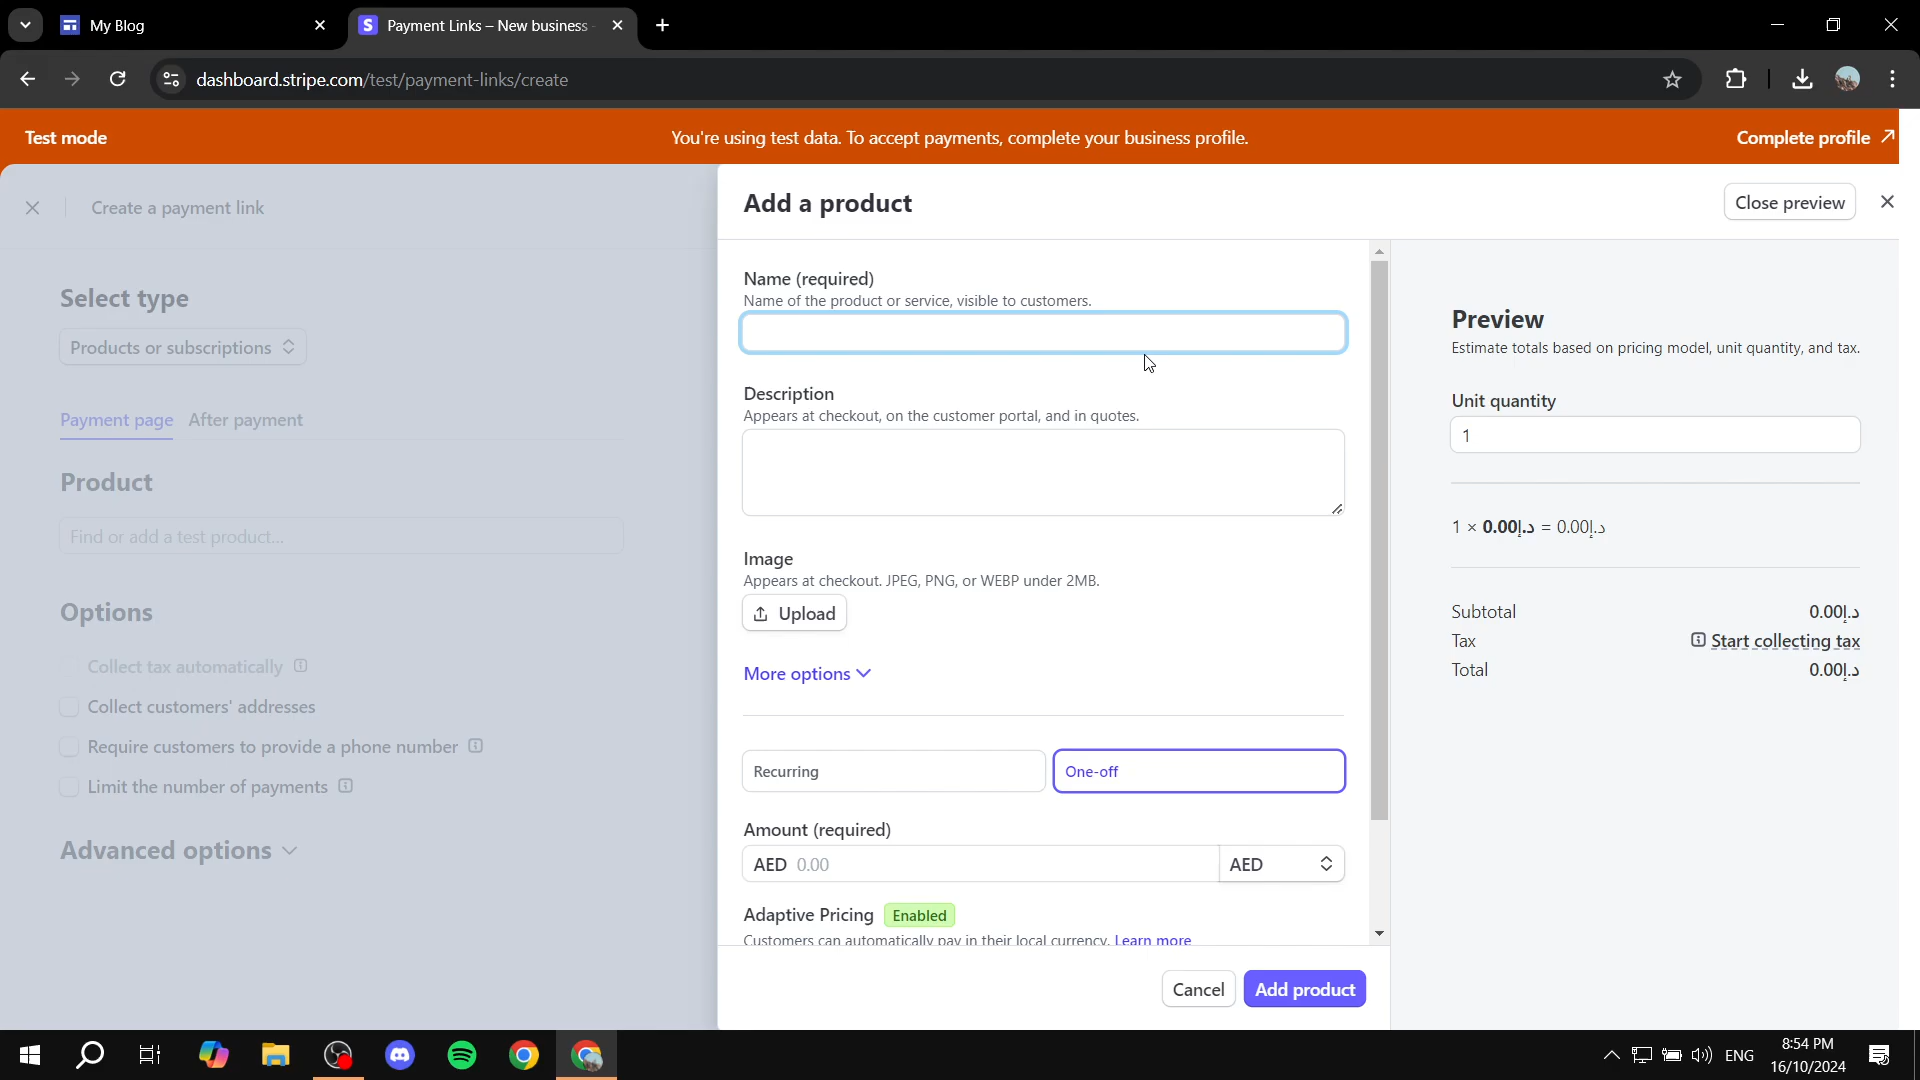 My Blog
Payment Links – New business -
dashboard.stripe.com/test/payment-links/create
Test mode
You're using test data. To accept payments, complete your business profile.
Complete profile
Create a payment link
Add a product
Close preview
Select type
Products or subscriptions
Payment page
After payment
Product
Find or add a test product...
Options
Collect tax automatically
Collect customers' addresses
Require customers to provide a phone number
Limit the number of payments
Advanced options
Name (required)
Name of the product or service, visible to customers.
Description
Appears at checkout, on the customer portal, and in quotes.
Image
Appears at checkout. JPEG, PNG, or WEBP under 2MB.
Upload
More options
Recurring
One-off
Amount (required)
AED 0.00
AED
Adaptive Pricing Enabled
Customers can automatically pay in their local currency. Learn more
Cancel
Add product
Preview
Estimate totals based on pricing model, unit quantity, and tax.
Unit quantity
1
1 × 0.00د.إ = 0.00د.إ
Subtotal 0.00د.إ
Tax Start collecting tax
Total 0.00د.إ
ENG
8:54 PM
16/10/2024